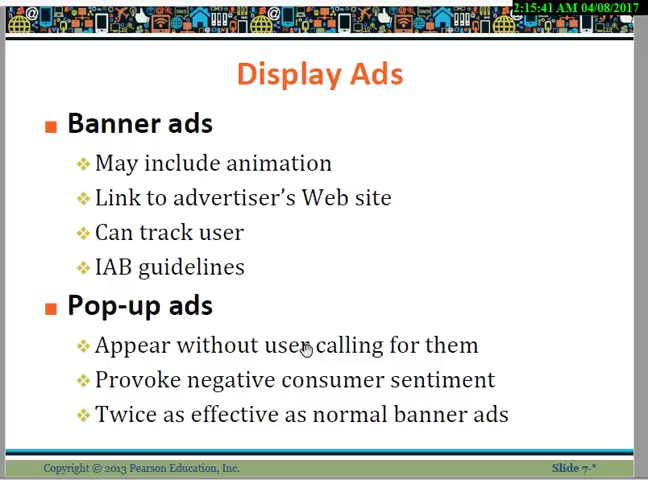 2:15:41 AM 04/08/2017
Display Ads
Banner ads
May include animation
Link to advertiser's Web site
Can track user
IAB guidelines
Pop-up ads
Appear without user calling for them
Provoke negative consumer sentiment
Twice as effective as normal banner ads
Copyright © 2013 Pearson Education, Inc. Slide 7-*